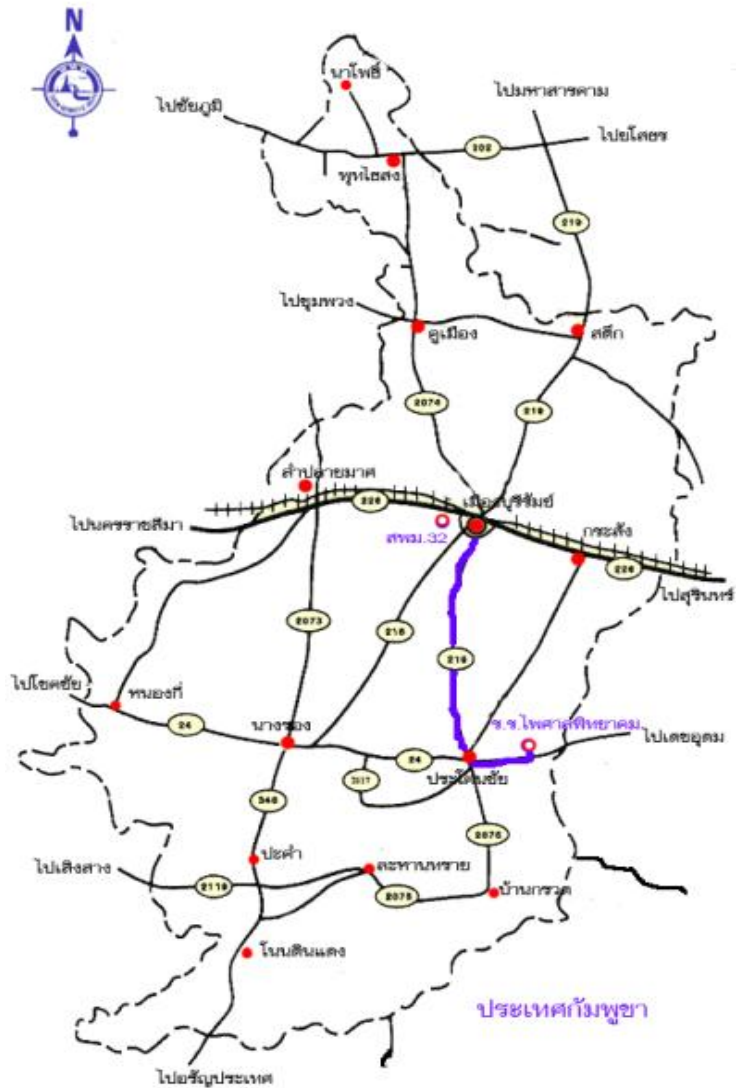 N
นาโพธิ์
ไปมหาสารคาม
ไปชัยภูมิ
ไปยโสธร
202
พุทไธสง
219
ไปชุมพวง
คูเมือง
สตึก
2074
219
ลำปลายมาศ
226
เมืองบุรีรัมย์
ไปนครราชสีมา
สพม.32
กระสัง
226
ไปสุรินทร์
2073
218
219
ไปโชคชัย
หนองกี่
ร.ร.ไพศาลพิทยาคม
24
นางรอง
ไปเดชอุดม
24
ประโคนชัย
348
2075
ปะคำ
ไปเสิงสาง
ละหานทราย
2119
2075
บ้านกรวด
โนนดินแดง
ประเทศกัมพูชา
ไปอรัญประเทศ